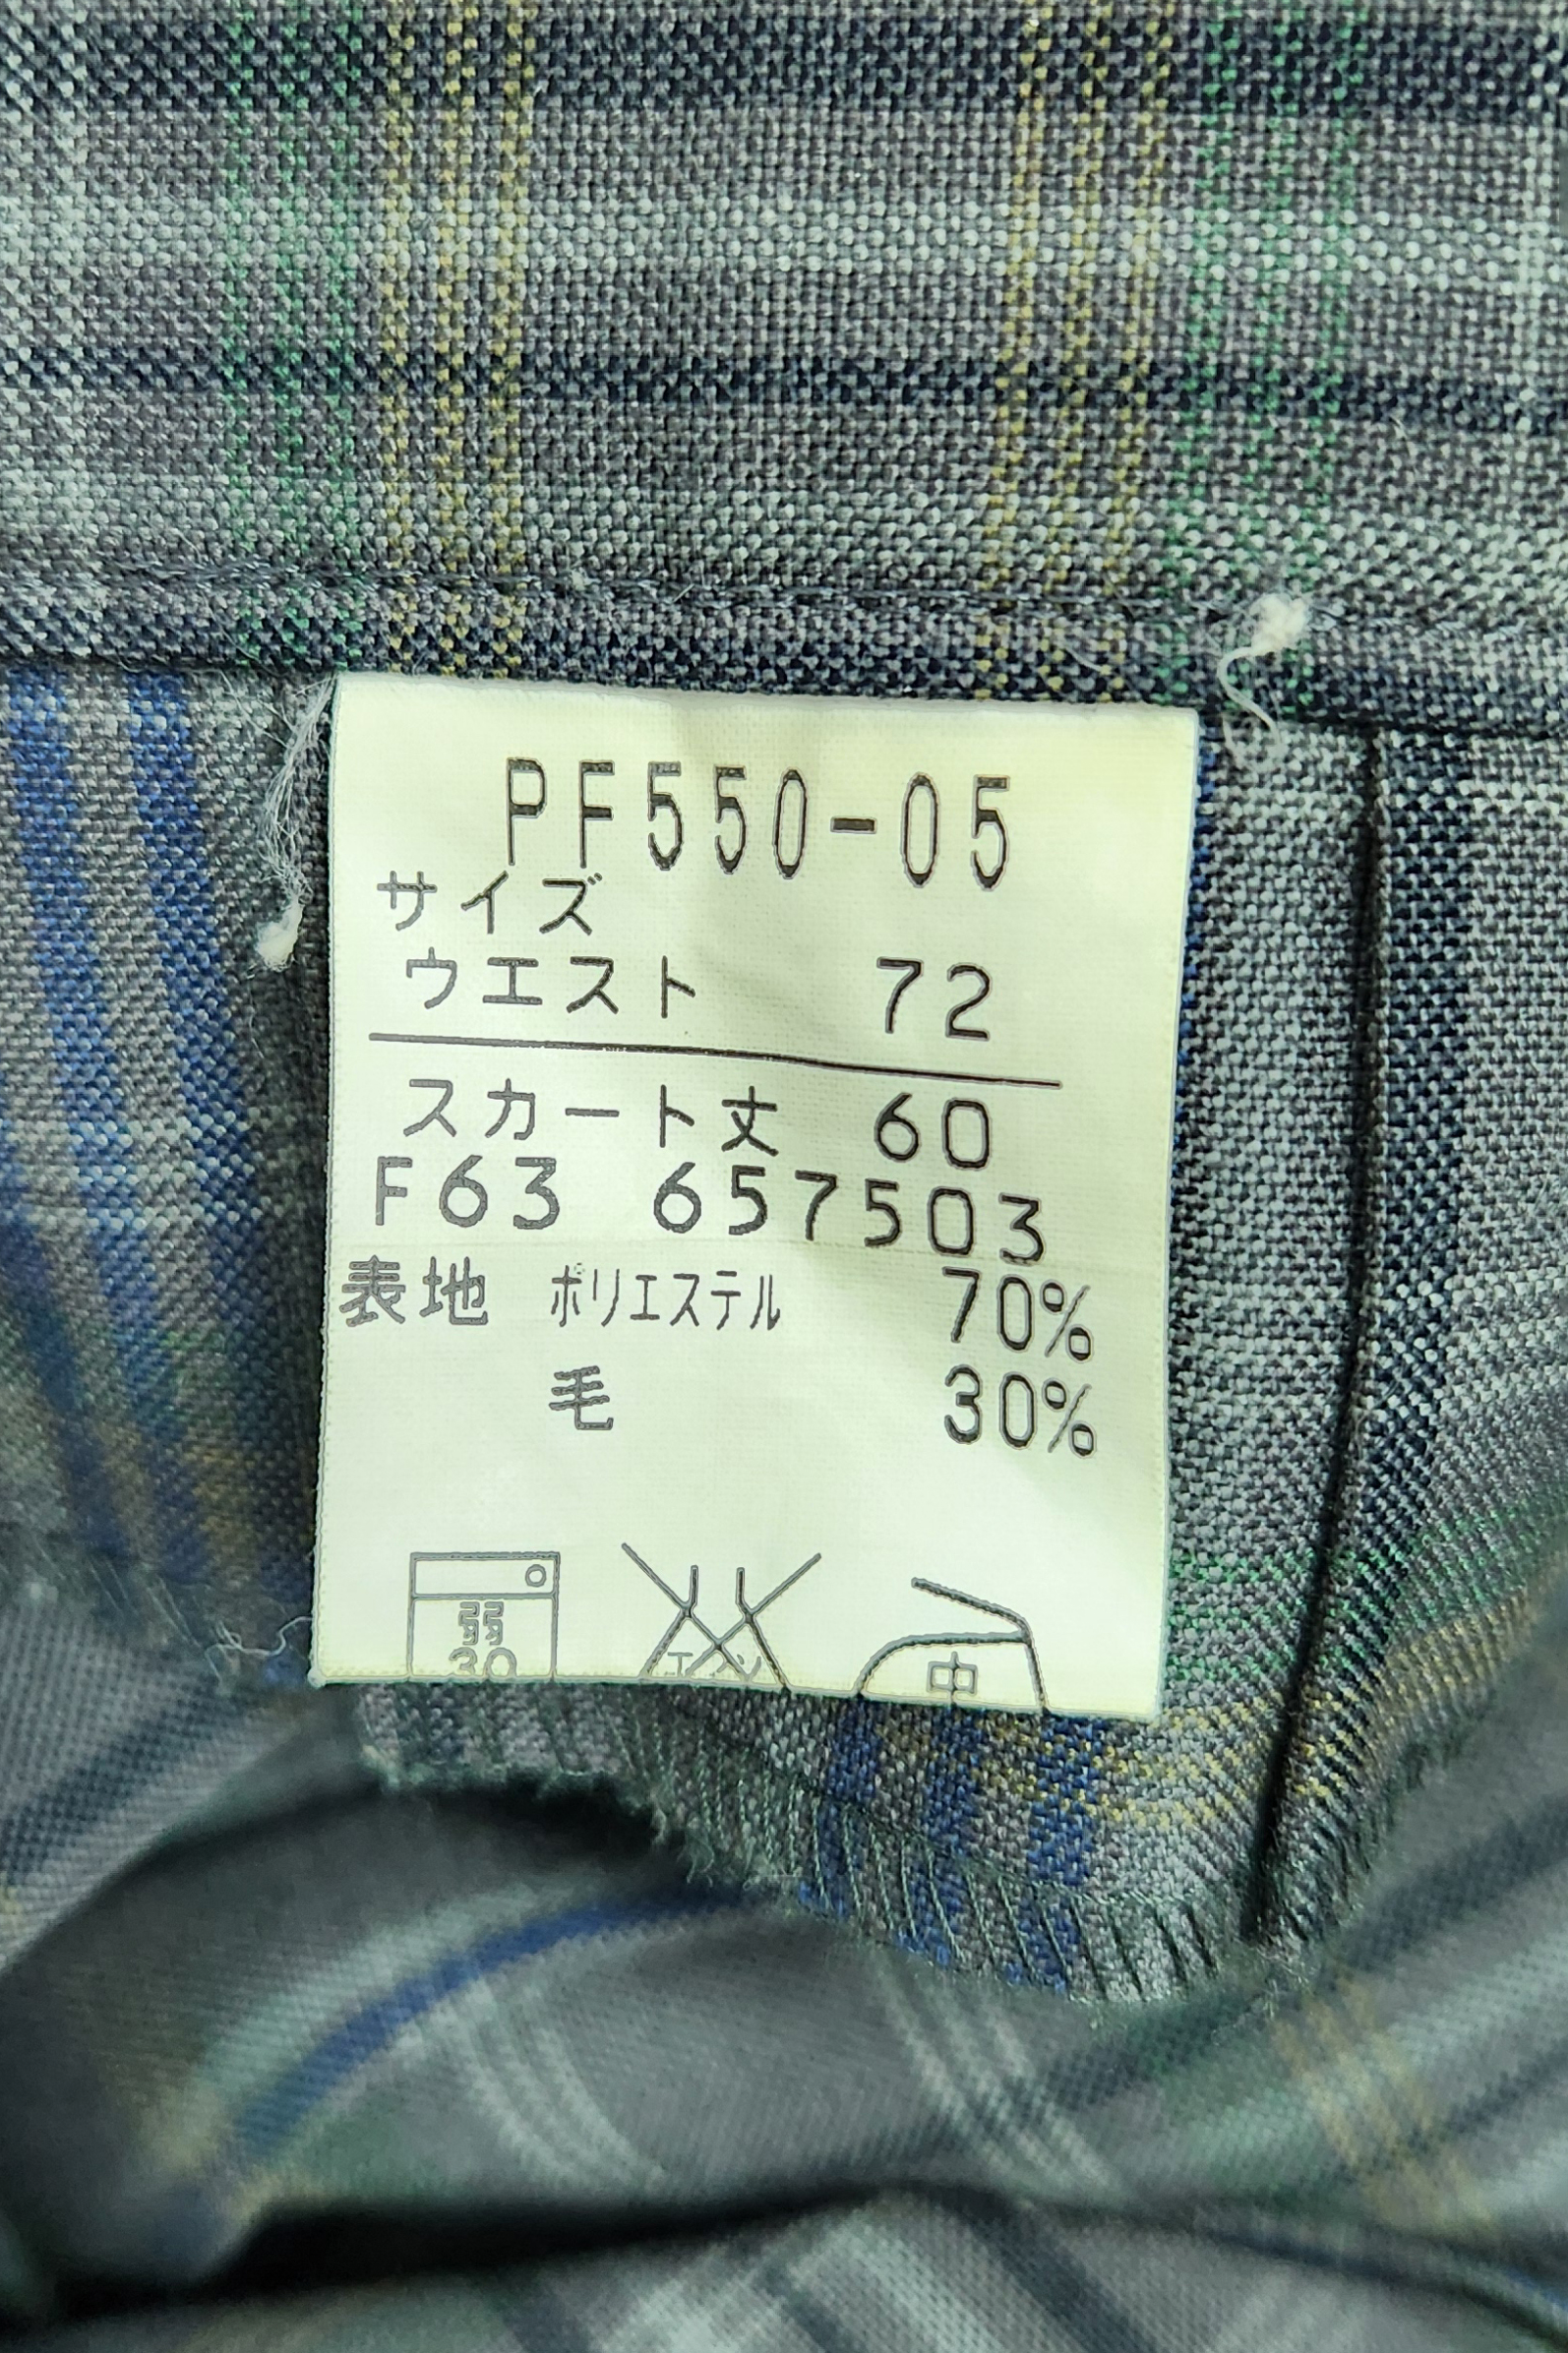 PF550-05
サイズ
ウエスト 72
スカート丈 60
F63 657503
表地 ポリエステル 70%
毛 30%
弱
30
中